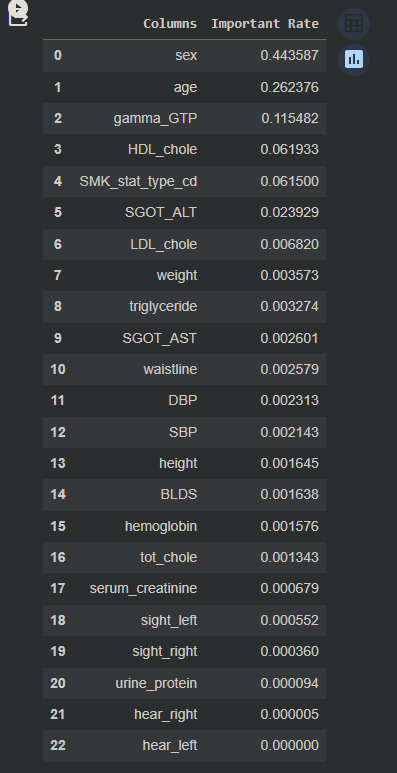 Columns Important Rate
0 sex 0.443587
1 age 0.262376
2 gamma_GTP 0.115482
3 HDL_chole 0.061933
4 SMK_stat_type_cd 0.061500
5 SGOT_ALT 0.023929
6 LDL_chole 0.006820
7 weight 0.003573
8 triglyceride 0.003274
9 SGOT_AST 0.002601
10 waistline 0.002579
11 DBP 0.002313
12 SBP 0.002143
13 height 0.001645
14 BLDS 0.001638
15 hemoglobin 0.001576
16 tot_chole 0.001343
17 serum_creatinine 0.000679
18 sight_left 0.000552
19 sight_right 0.000360
20 urine_protein 0.000094
21 hear_right 0.000005
22 hear_left 0.000000